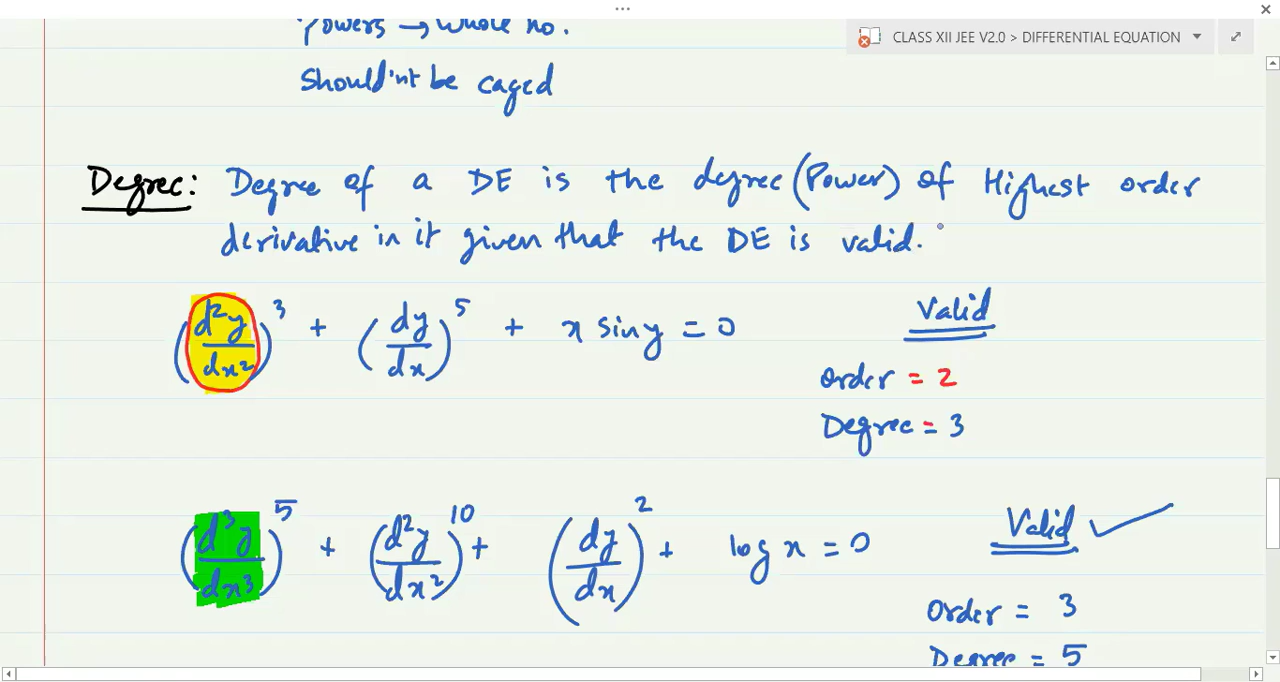 ...
CLASS XII JEE V2.0 > DIFFERENTIAL EQUATION
Powers → Whole no.
Should'nt be caged
Degree: Degree of a DE is the degree (Power) of Highest order
derivative in it given that the DE is valid.
(d²y/dx²)³ + (dy/dx)⁵ + x sin y = 0
Valid
Order = 2
Degree = 3
(d³y/dx³)⁵ + (d²y/dx²)¹⁰ + (dy/dx)² + log x = 0
Valid ✓
Order = 3
Degree = 5